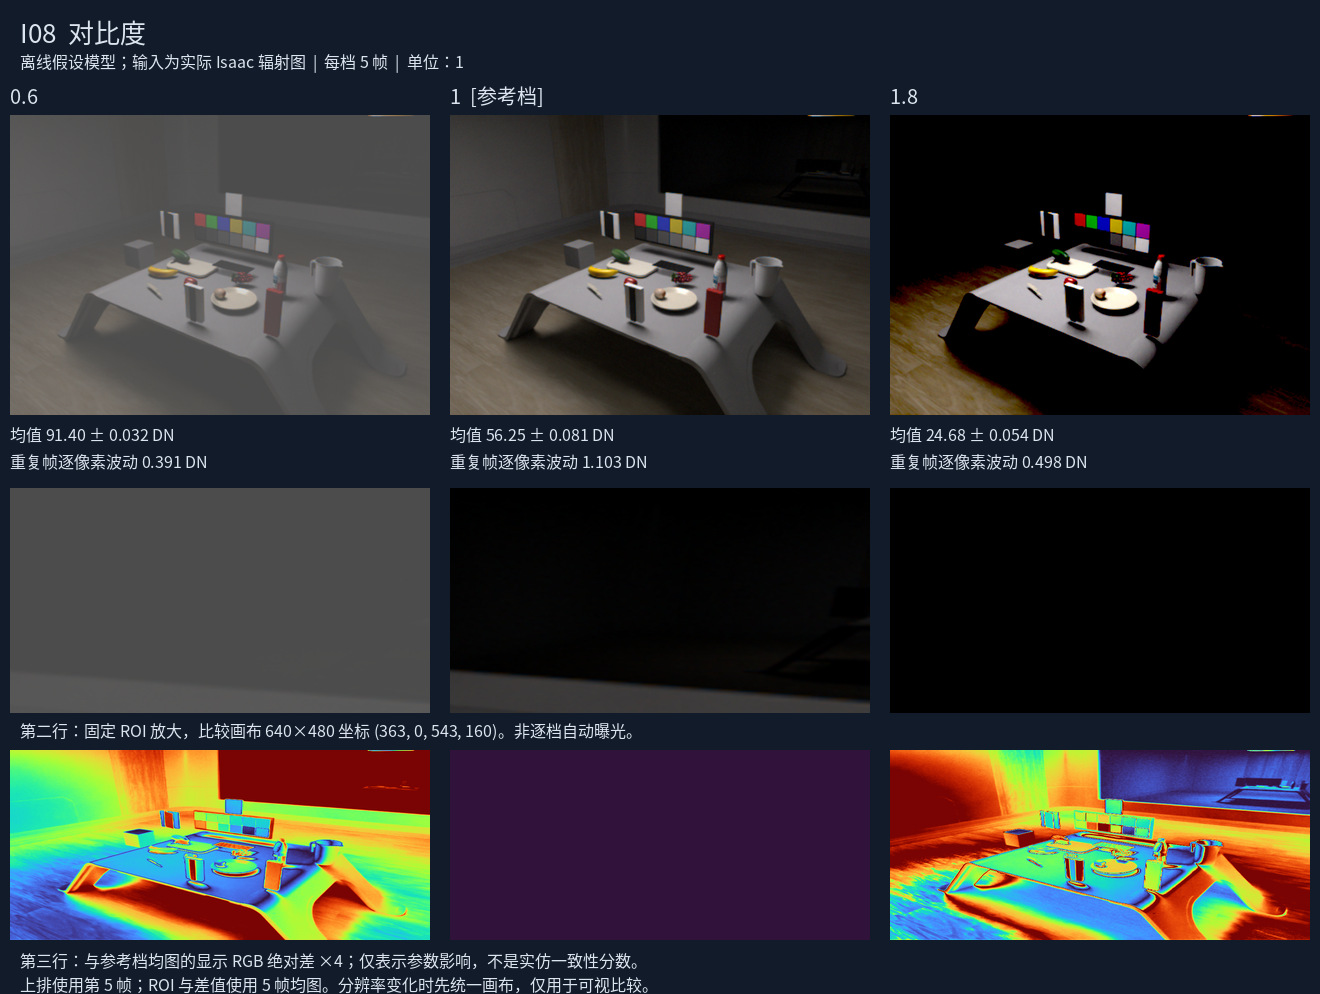 I08 对比度
离线假设模型；输入为实际 Isaac 辐射图 | 每档 5 帧 | 单位：1
0.6
1 [参考档]
1.8
均值 91.40 ± 0.032 DN
重复帧逐像素波动 0.391 DN
均值 56.25 ± 0.081 DN
重复帧逐像素波动 1.103 DN
均值 24.68 ± 0.054 DN
重复帧逐像素波动 0.498 DN
第二行：固定 ROI 放大，比较画布 640×480 坐标 (363, 0, 543, 160)。非逐档自动曝光。
第三行：与参考档均图的显示 RGB 绝对差 ×4；仅表示参数影响，不是实仿一致性分数。
上排使用第 5 帧；ROI 与差值使用 5 帧均图。分辨率变化时先统一画布，仅用于可视比较。